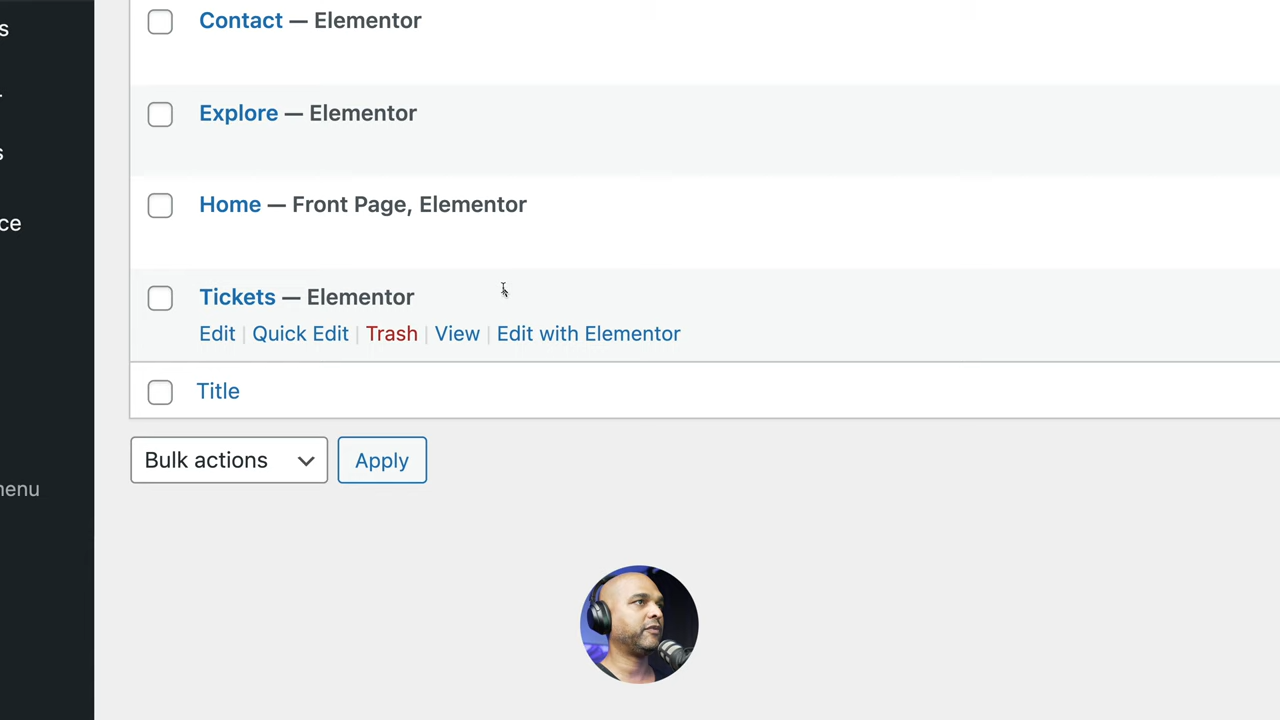 Contact — Elementor
Explore — Elementor
Home — Front Page, Elementor
Tickets — Elementor
Edit | Quick Edit | Trash | View | Edit with Elementor
Title
Bulk actions
Apply